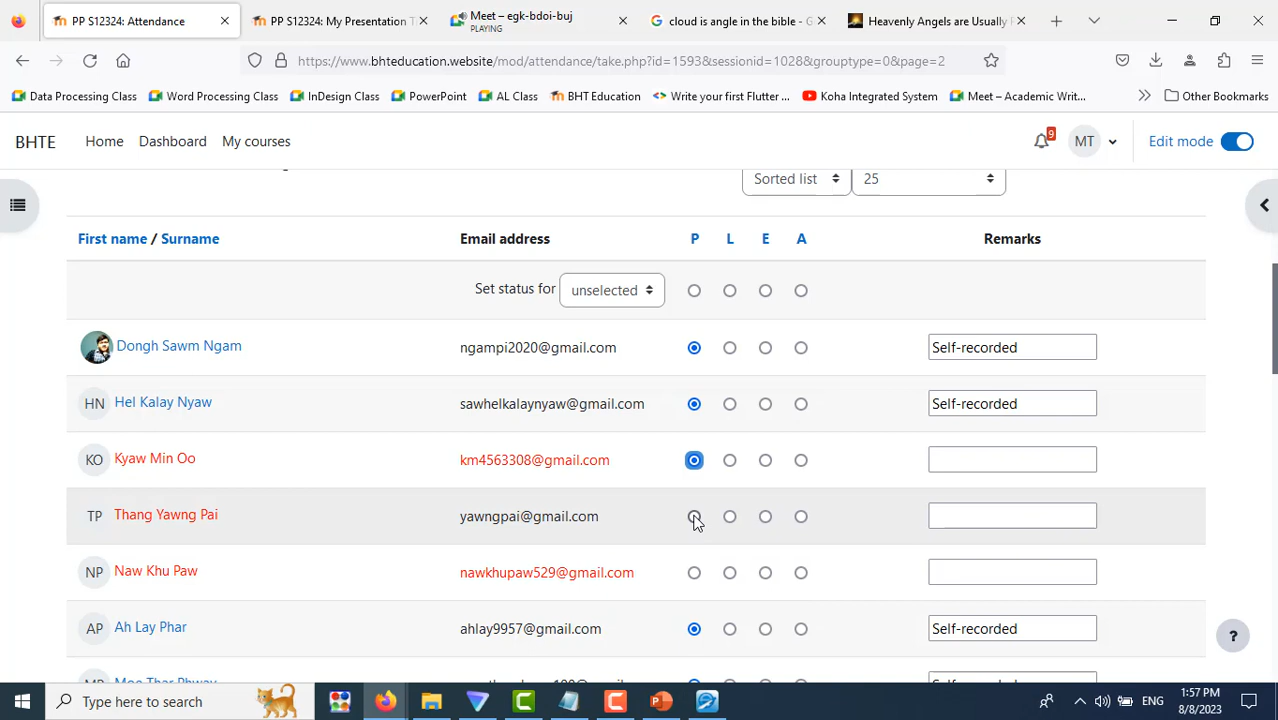 PP S12324: Attendance
PP S12324: My Presentation T
Meet – egk-bdoi-buj
PLAYING
cloud is angle in the bible - G
Heavenly Angels are Usually F
https://www.bhteducation.website/mod/attendance/take.php?id=1593&sessionid=1028&grouptype=0&page=2
Data Processing Class
Word Processing Class
InDesign Class
PowerPoint
AL Class
BHT Education
Write your first Flutter ...
Koha Integrated System
Meet – Academic Writ...
Other Bookmarks
BHTE
Home
Dashboard
My courses
9
MT
Edit mode
Sorted list
25
First name / Surname
Email address
P
L
E
A
Remarks
Set status for
unselected
Dongh Sawm Ngam
ngampi2020@gmail.com
Self-recorded
HN
Hel Kalay Nyaw
sawhelkalaynyaw@gmail.com
Self-recorded
KO
Kyaw Min Oo
km4563308@gmail.com
TP
Thang Yawng Pai
yawngpai@gmail.com
NP
Naw Khu Paw
nawkhupaw529@gmail.com
AP
Ah Lay Phar
ahlay9957@gmail.com
Self-recorded
?
Type here to search
ENG
1:57 PM
8/8/2023